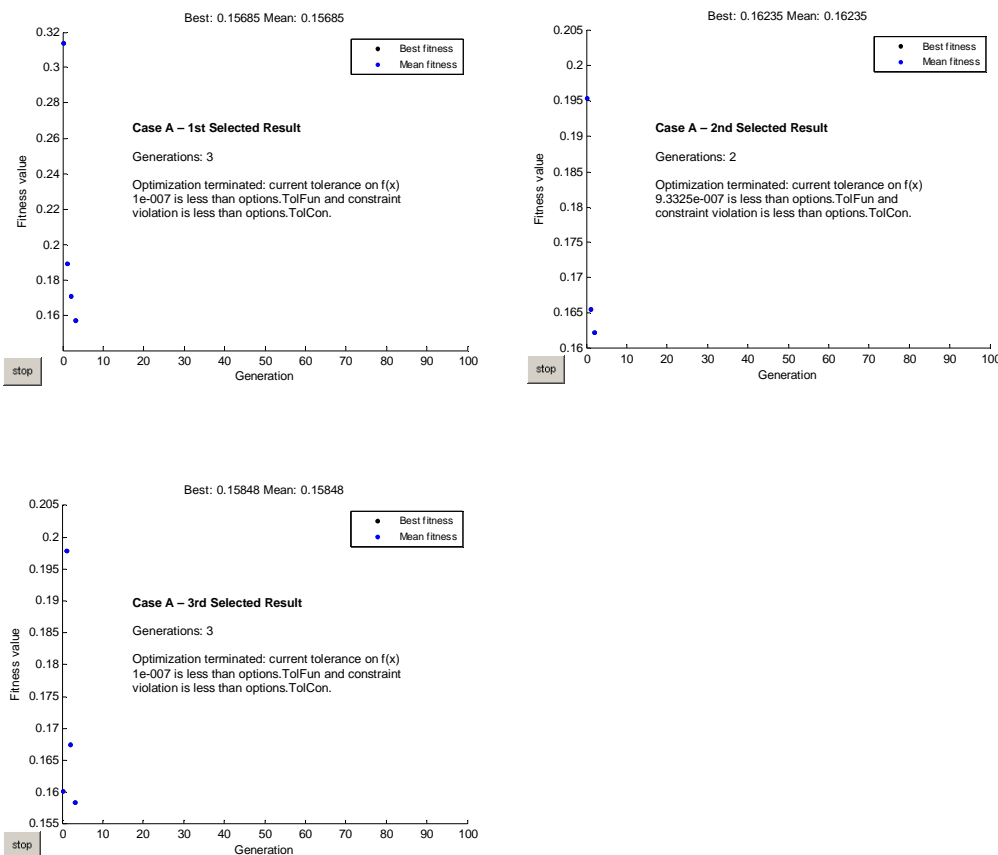 Best: 0.15685 Mean: 0.15685
0.32
0.3
0.28
0.26
0.24
0.22
0.2
0.18
0.16
Fitness value
Best fitness
Mean fitness
Case A – 1st Selected Result
Generations: 3
Optimization terminated: current tolerance on f(x)
1e-007 is less than options.TolFun and constraint
violation is less than options.TolCon.
0 10 20 30 40 50 60 70 80 90 100
Generation
stop
Best: 0.16235 Mean: 0.16235
0.205
0.2
0.195
0.19
0.185
0.18
0.175
0.17
0.165
0.16
Fitness value
Best fitness
Mean fitness
Case A – 2nd Selected Result
Generations: 2
Optimization terminated: current tolerance on f(x)
9.3325e-007 is less than options.TolFun and
constraint violation is less than options.TolCon.
0 10 20 30 40 50 60 70 80 90 100
Generation
stop
Best: 0.15848 Mean: 0.15848
0.205
0.2
0.195
0.19
0.185
0.18
0.175
0.17
0.165
0.16
0.155
Fitness value
Best fitness
Mean fitness
Case A – 3rd Selected Result
Generations: 3
Optimization terminated: current tolerance on f(x)
1e-007 is less than options.TolFun and constraint
violation is less than options.TolCon.
0 10 20 30 40 50 60 70 80 90 100
Generation
stop